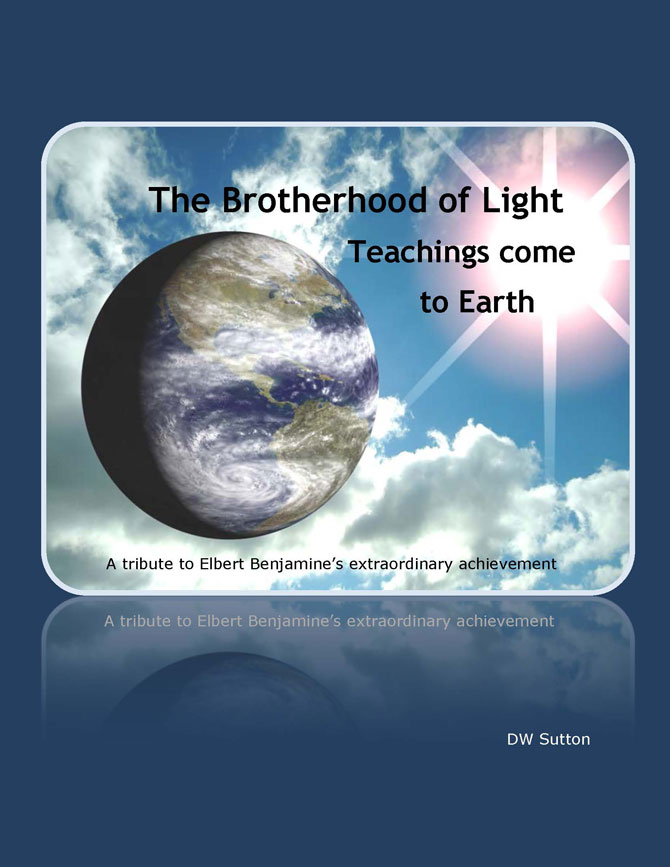 The Brotherhood of Light
Teachings come
to Earth
A tribute to Elbert Benjamine’s extraordinary achievement
A tribute to Elbert Benjamine’s extraordinary achievement
DW Sutton